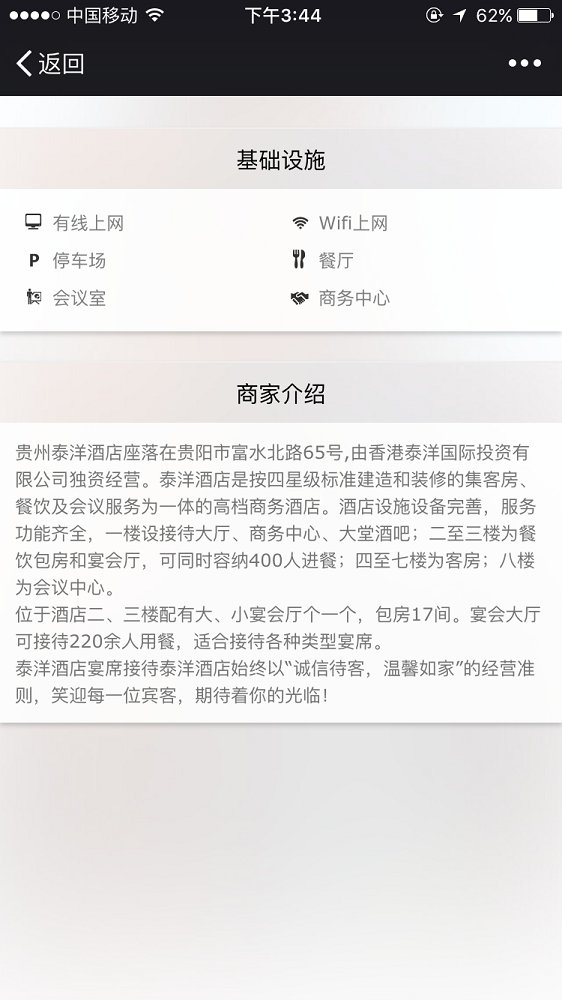 中国移动 下午3:44 62%
返回
基础设施
有线上网 Wifi上网
P 停车场 餐厅
会议室 商务中心
商家介绍
贵州泰洋酒店座落在贵阳市富水北路65号,由香港泰洋国际投资有
限公司独资经营。泰洋酒店是按四星级标准建造和装修的集客房、
餐饮及会议服务为一体的高档商务酒店。酒店设施设备完善，服务
功能齐全，一楼设接待大厅、商务中心、大堂酒吧；二至三楼为餐
饮包房和宴会厅，可同时容纳400人进餐；四至七楼为客房；八楼
为会议中心。
位于酒店二、三楼配有大、小宴会厅个一个，包房17间。宴会大厅
可接待220余人用餐，适合接待各种类型宴席。
泰洋酒店宴席接待泰洋酒店始终以“诚信待客，温馨如家”的经营准
则，笑迎每一位宾客，期待着你的光临！